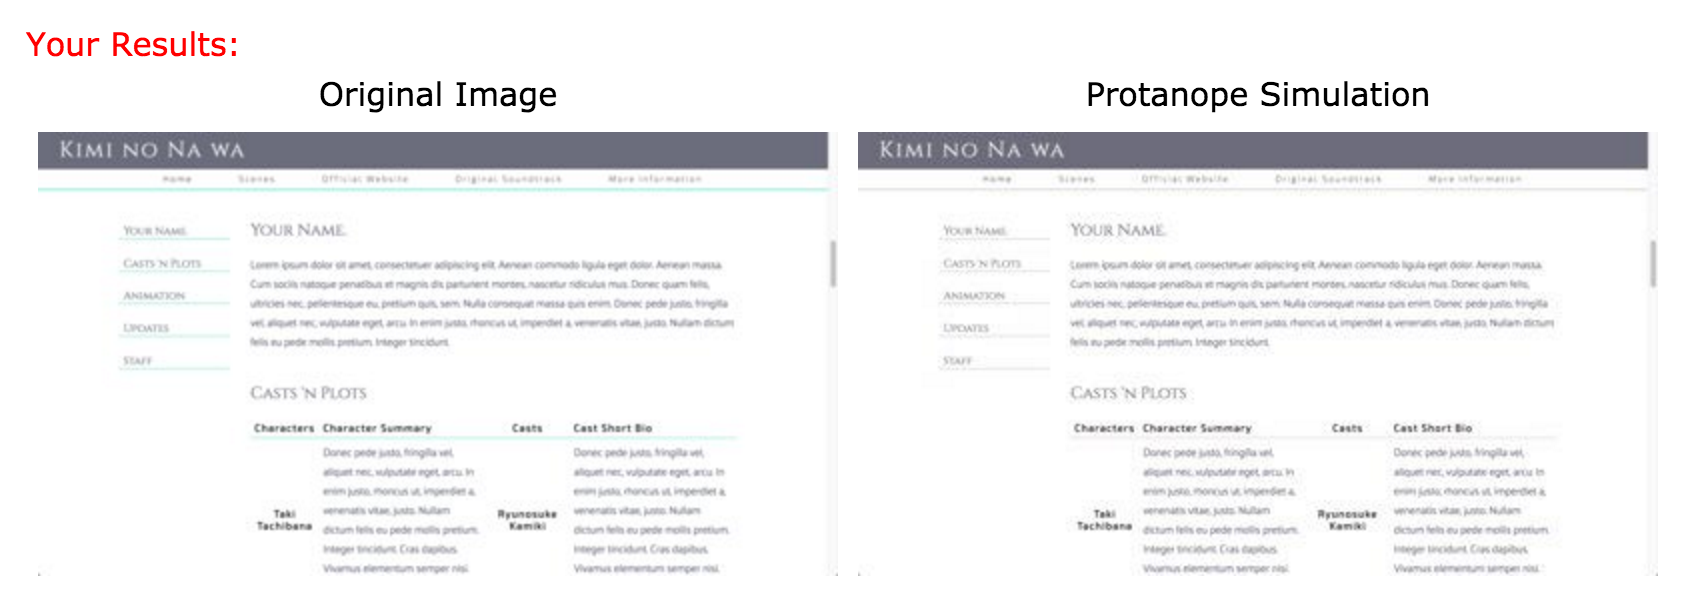 Your Results:
Original Image
Protanope Simulation
Kimi no Na wa
Home Scenes Official Website Original Soundtrack More Information
Your Name.
Casts 'n Plots
Animation
Updates
Staff
Your Name.
Lorem ipsum dolor sit amet, consectetuer adipiscing elit. Aenean commodo ligula eget dolor. Aenean massa.
Cum sociis natoque penatibus et magnis dis parturient montes, nascetur ridiculus mus. Donec quam felis,
ultricies nec, pellentesque eu, pretium quis, sem. Nulla consequat massa quis enim. Donec pede justo, fringilla
vel, aliquet nec, vulputate eget, arcu. In enim justo, rhoncus ut, imperdiet a, venenatis vitae, justo. Nullam dictum
felis eu pede mollis pretium. Integer tincidunt.
Casts 'n Plots
Characters Character Summary Casts Cast Short Bio
Taki
Tachibana
Donec pede justo, fringilla vel,
aliquet nec, vulputate eget, arcu. In
enim justo, rhoncus ut, imperdiet a,
venenatis vitae, justo. Nullam
dictum felis eu pede mollis pretium.
Integer tincidunt. Cras dapibus.
Vivamus elementum semper nisi.
Ryunosuke
Kamiki
Donec pede justo, fringilla vel,
aliquet nec, vulputate eget, arcu. In
enim justo, rhoncus ut, imperdiet a,
venenatis vitae, justo. Nullam
dictum felis eu pede mollis pretium.
Integer tincidunt. Cras dapibus.
Vivamus elementum semper nisi.
Kimi no Na wa
Home Scenes Official Website Original Soundtrack More Information
Your Name.
Casts 'n Plots
Animation
Updates
Staff
Your Name.
Lorem ipsum dolor sit amet, consectetuer adipiscing elit. Aenean commodo ligula eget dolor. Aenean massa.
Cum sociis natoque penatibus et magnis dis parturient montes, nascetur ridiculus mus. Donec quam felis,
ultricies nec, pellentesque eu, pretium quis, sem. Nulla consequat massa quis enim. Donec pede justo, fringilla
vel, aliquet nec, vulputate eget, arcu. In enim justo, rhoncus ut, imperdiet a, venenatis vitae, justo. Nullam dictum
felis eu pede mollis pretium. Integer tincidunt.
Casts 'n Plots
Characters Character Summary Casts Cast Short Bio
Taki
Tachibana
Donec pede justo, fringilla vel,
aliquet nec, vulputate eget, arcu. In
enim justo, rhoncus ut, imperdiet a,
venenatis vitae, justo. Nullam
dictum felis eu pede mollis pretium.
Integer tincidunt. Cras dapibus.
Vivamus elementum semper nisi.
Ryunosuke
Kamiki
Donec pede justo, fringilla vel,
aliquet nec, vulputate eget, arcu. In
enim justo, rhoncus ut, imperdiet a,
venenatis vitae, justo. Nullam
dictum felis eu pede mollis pretium.
Integer tincidunt. Cras dapibus.
Vivamus elementum semper nisi.